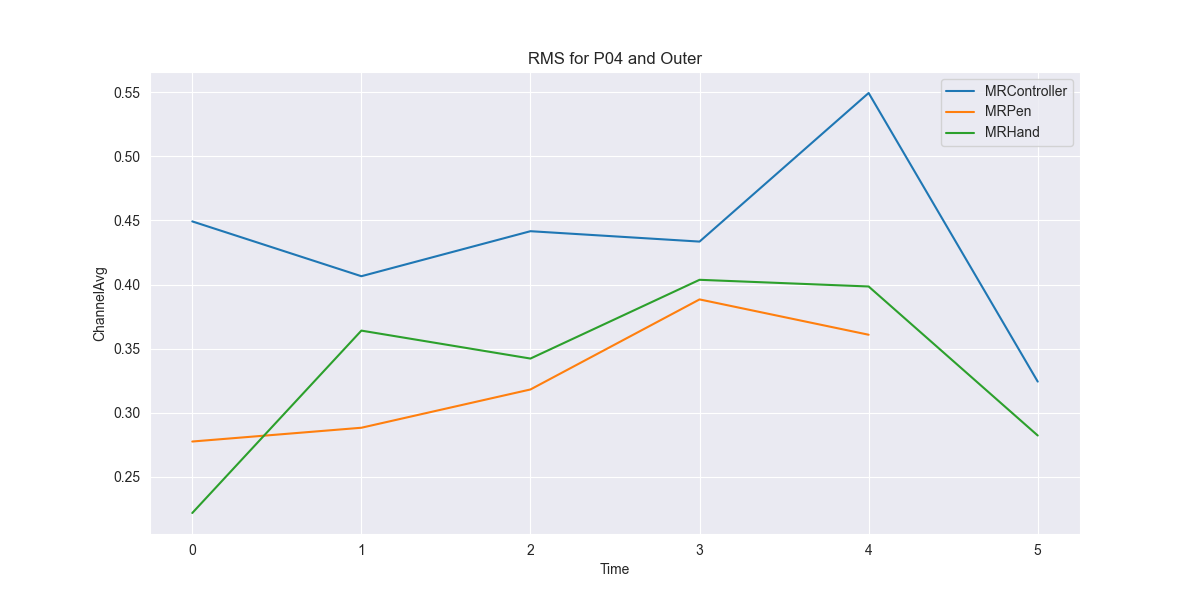 RMS for P04 and Outer
0.55
0.50
0.45
0.40
0.35
0.30
0.25
ChannelAvg
MRController
MRPen
MRHand
0 1 2 3 4 5
Time